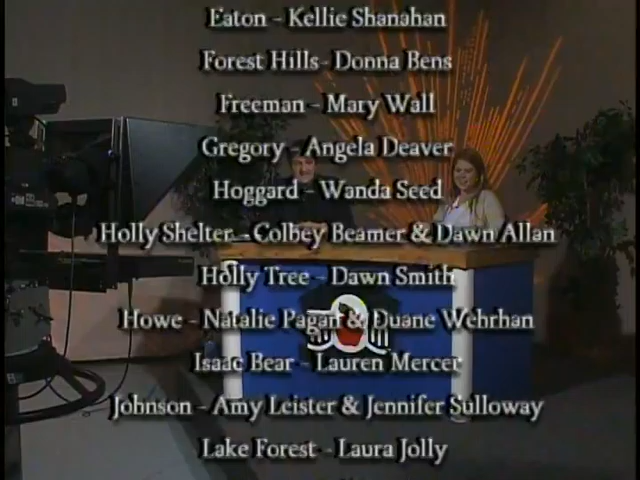 Eaton - Kellie Shanahan
Forest Hills - Donna Bens
Freeman - Mary Wall
Gregory - Angela Deaver
Hoggard - Wanda Seed
Holly Shelter - Colbey Beamer & Dawn Allan
Holly Tree - Dawn Smith
Howe - Natalie Pagan & Duane Wehrhan
Isaac Bear - Lauren Mercer
Johnson - Amy Leister & Jennifer Sulloway
Lake Forest - Laura Jolly